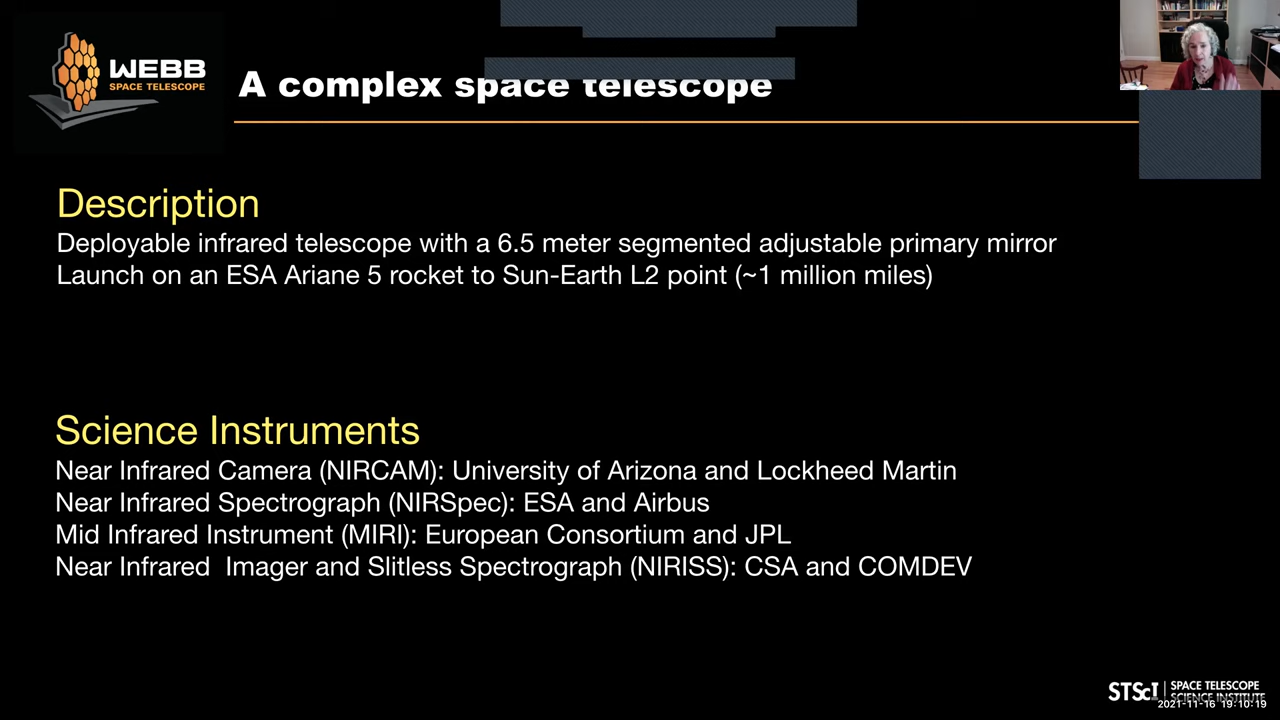 WEBB
SPACE TELESCOPE
A complex space telescope
Description
Deployable infrared telescope with a 6.5 meter segmented adjustable primary mirror
Launch on an ESA Ariane 5 rocket to Sun-Earth L2 point (~1 million miles)
Science Instruments
Near Infrared Camera (NIRCAM): University of Arizona and Lockheed Martin
Near Infrared Spectrograph (NIRSpec): ESA and Airbus
Mid Infrared Instrument (MIRI): European Consortium and JPL
Near Infrared  Imager and Slitless Spectrograph (NIRISS): CSA and COMDEV
STScI | SPACE TELESCOPE
SCIENCE INSTITUTE
2021-11-16 19:10:19